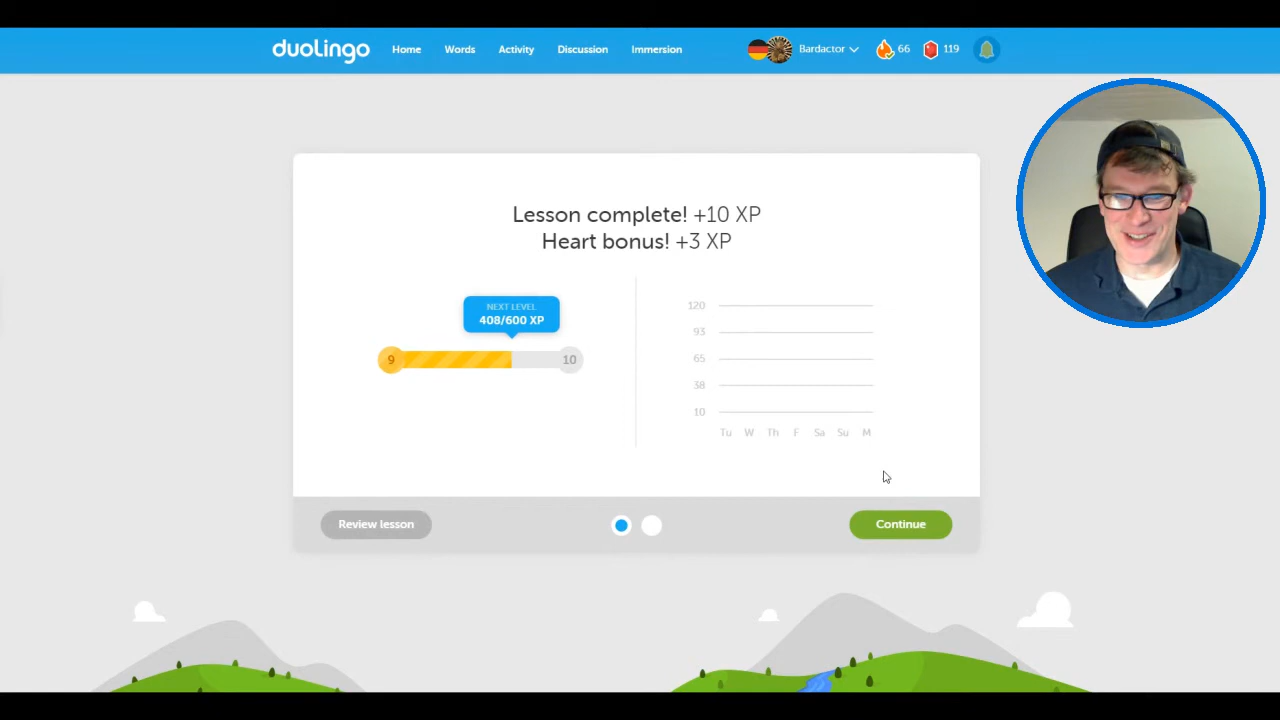 duolingo
Home Words Activity Discussion Immersion
Bardactor 66 119
Lesson complete! +10 XP
Heart bonus! +3 XP
NEXT LEVEL
408/600 XP
9 10
120
93
65
38
10
Tu W Th F Sa Su M
Review lesson
Continue